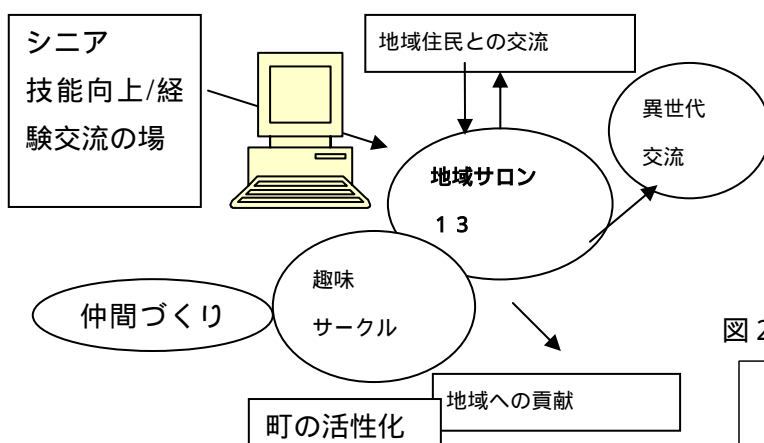 シニア
技能向上/経
験交流の場
地域住民との交流
異世代
交流
地域サロン
１３
趣味
サークル
仲間づくり
図2
地域への貢献
町の活性化